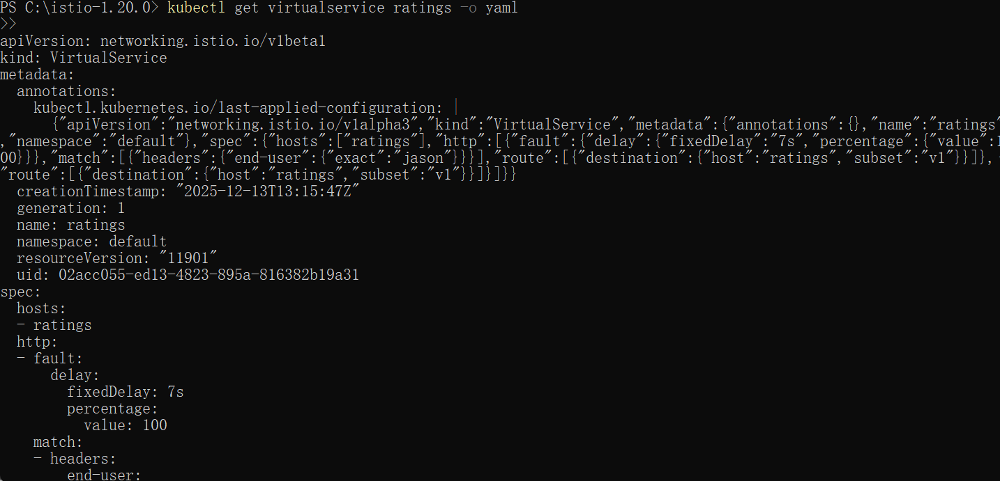 PS C:\istio-1.20.0> kubectl get virtualservice ratings -o yaml
>>
apiVersion: networking.istio.io/v1beta1
kind: VirtualService
metadata:
  annotations:
    kubectl.kubernetes.io/last-applied-configuration: |
      {"apiVersion":"networking.istio.io/v1alpha3","kind":"VirtualService","metadata":{"annotations":{},"name":"ratings"
,"namespace":"default"},"spec":{"hosts":["ratings"],"http":[{"fault":{"delay":{"fixedDelay":"7s","percentage":{"value":1
00}}},"match":[{"headers":{"end-user":{"exact":"jason"}}}],"route":[{"destination":{"host":"ratings","subset":"v1"}}]},{
"route":[{"destination":{"host":"ratings","subset":"v1"}}]}]}}
  creationTimestamp: "2025-12-13T13:15:47Z"
  generation: 1
  name: ratings
  namespace: default
  resourceVersion: "11901"
  uid: 02acc055-ed13-4823-895a-816382b19a31
spec:
  hosts:
  - ratings
  http:
  - fault:
      delay:
        fixedDelay: 7s
        percentage:
          value: 100
    match:
    - headers:
        end-user: